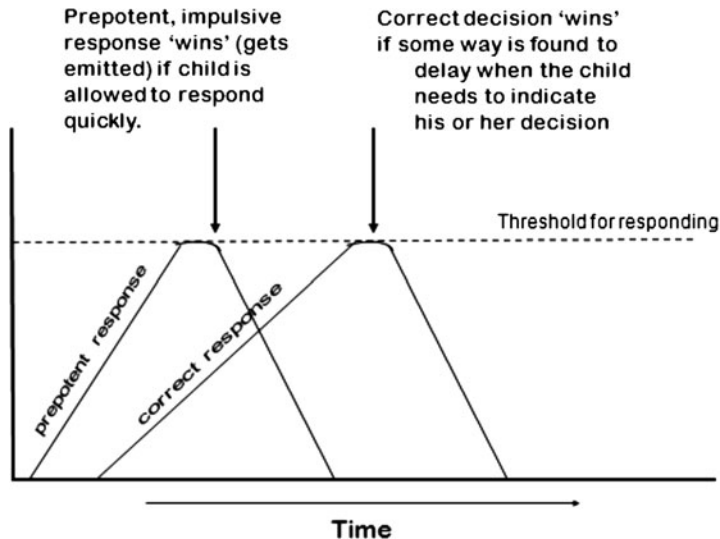 Prepotent, impulsive
response ‘wins’ (gets
emitted) if child is
allowed to respond
quickly.
Correct decision ‘wins’
if some way is found to
delay when the child
needs to indicate
his or her decision
Threshold for responding
prepotent response
correct response
Time